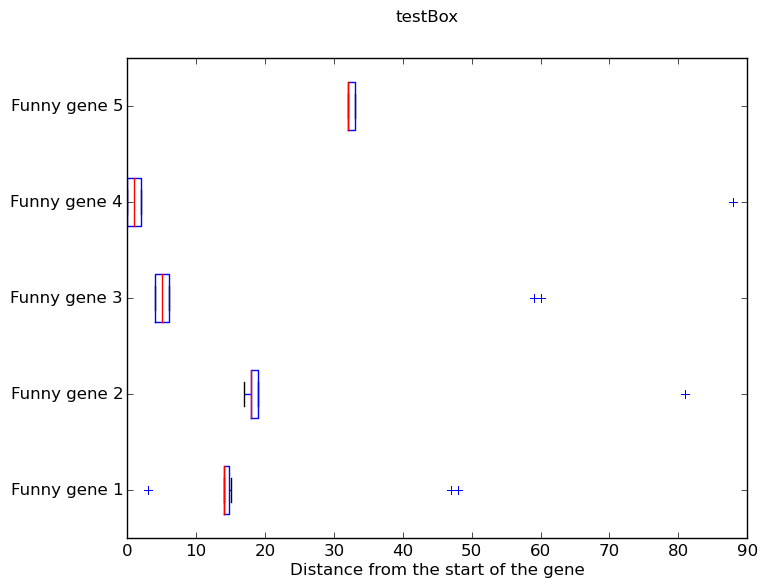 testBox
Funny gene 5
Funny gene 4
Funny gene 3
Funny gene 2
Funny gene 1
0 10 20 30 40 50 60 70 80 90
Distance from the start of the gene